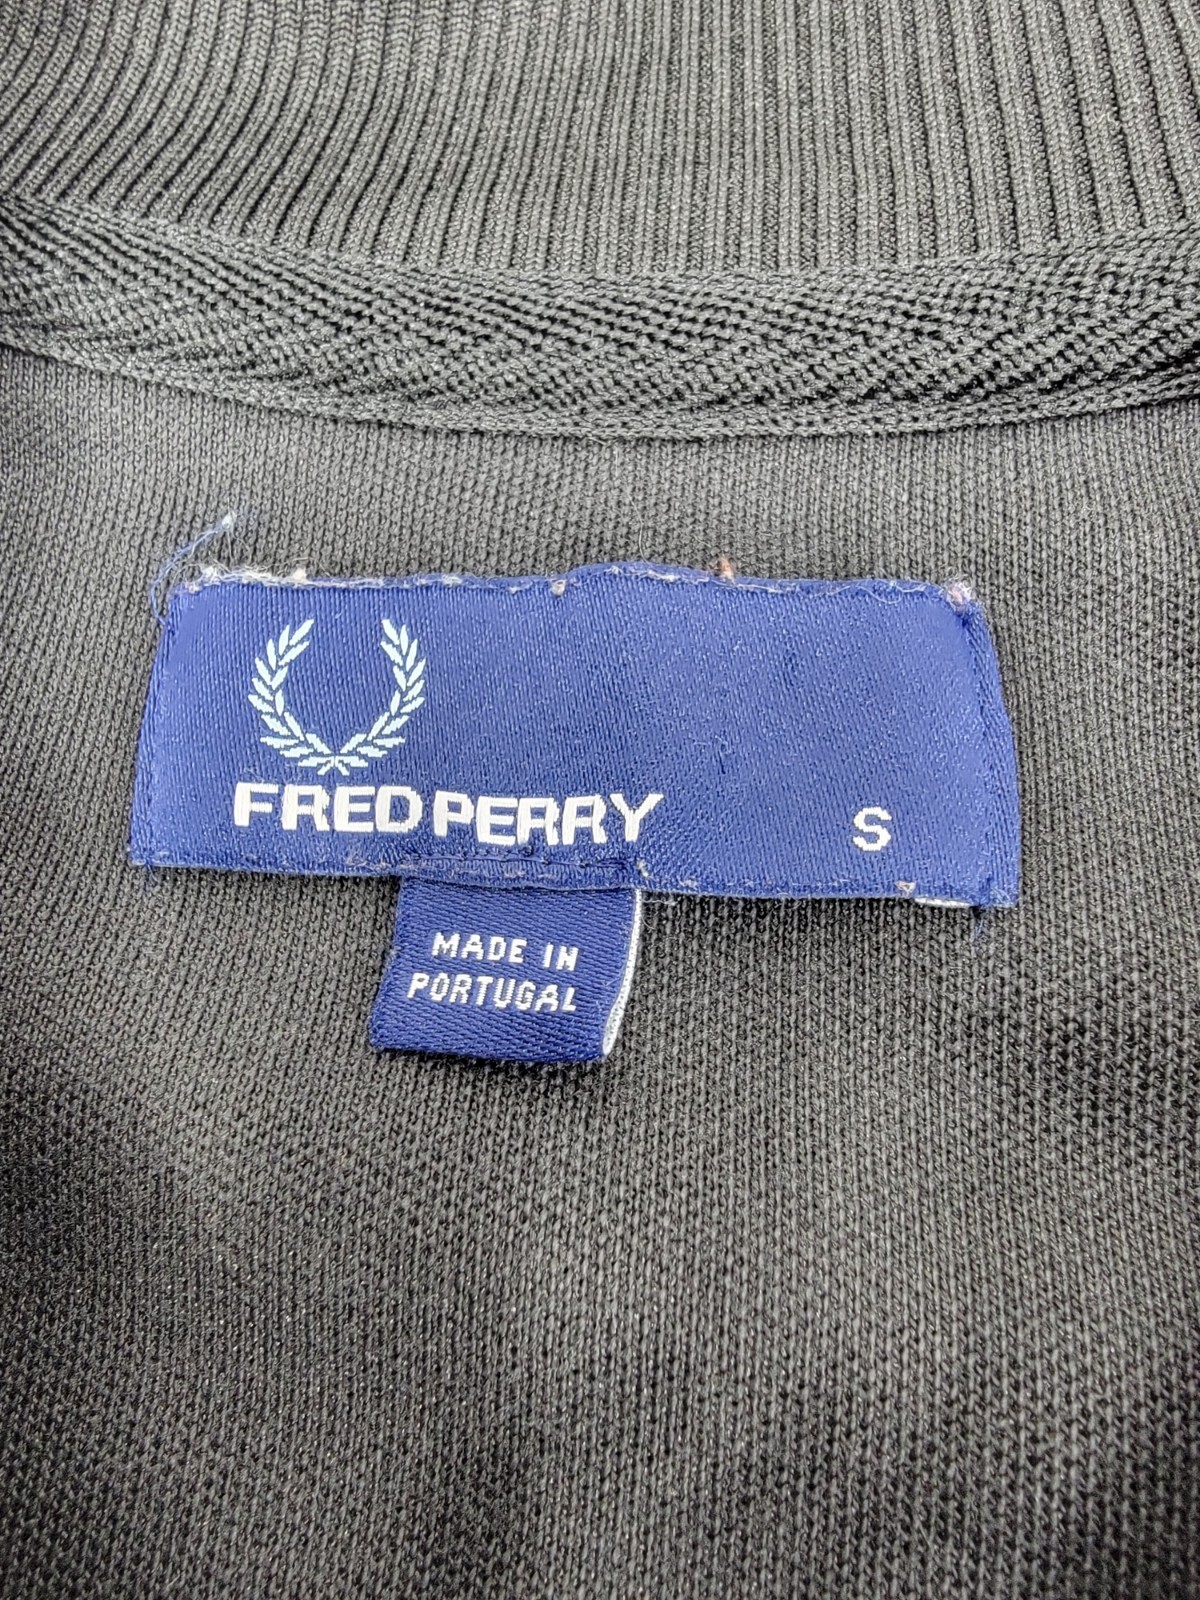 FRED PERRY
S
MADE IN
PORTUGAL